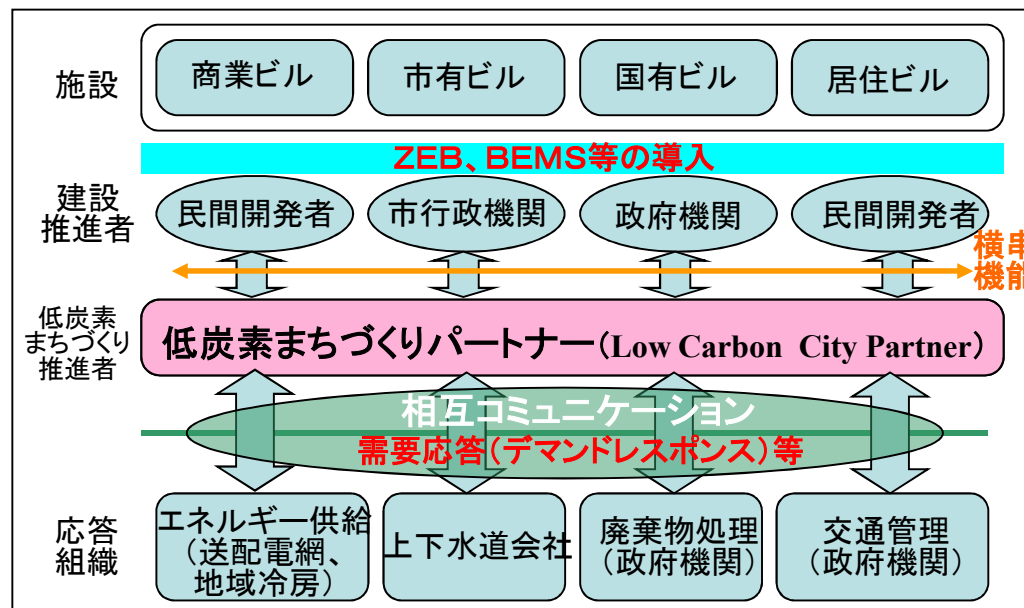 施設
商業ビル
市有ビル
国有ビル
居住ビル
ZEB、BEMS等の導入
建設
推進者
民間開発者
市行政機関
政府機関
民間開発者
横串
機能
低炭素
まちづくり
推進者
低炭素まちづくりパートナー(Low Carbon City Partner)
相互コミュニケーション
需要応答(デマンドレスポンス)等
応答
組織
エネルギー供給
(送配電網、
地域冷房)
上下水道会社
廃棄物処理
(政府機関)
交通管理
(政府機関)